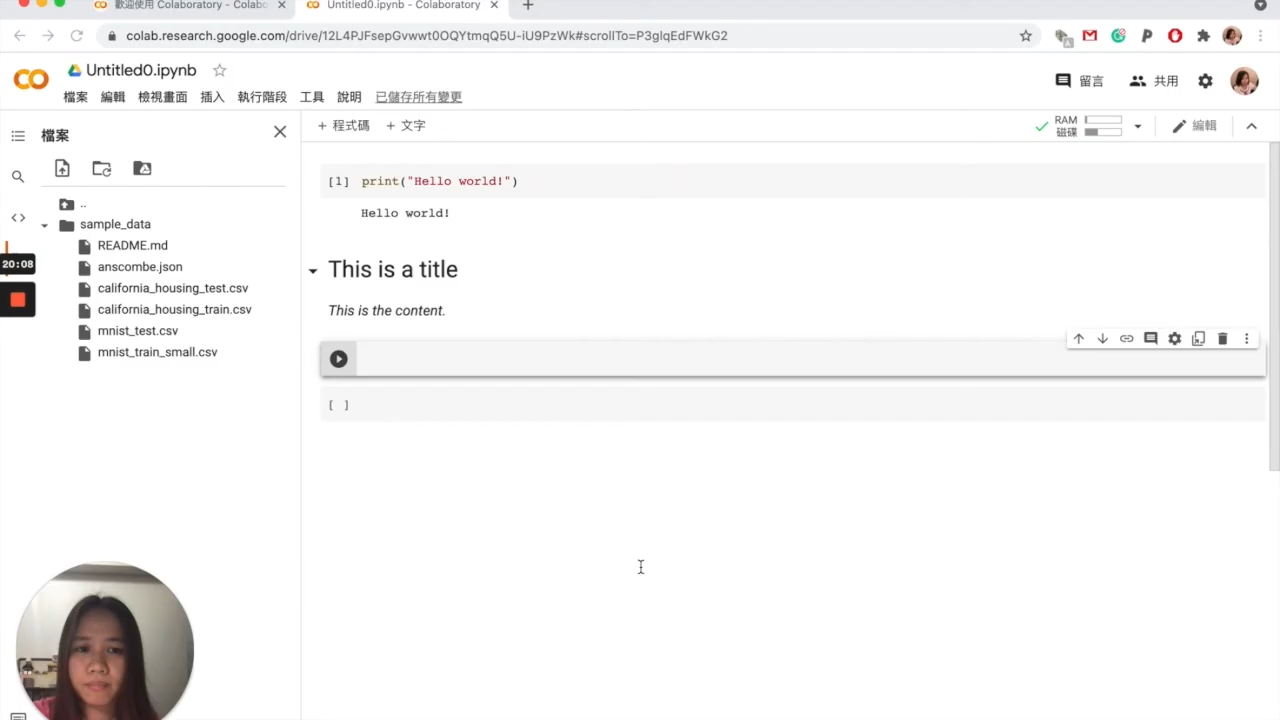 歡迎使用 Colaboratory - Colabo
Untitled0.ipynb - Colaboratory
colab.research.google.com/drive/12L4PJFsepGvwwt0OQYtmqQ5U-iU9PzWk#scrollTo=P3glqEdFWkG2
Untitled0.ipynb
留言
共用
檔案 編輯 檢視畫面 插入 執行階段 工具 說明 已儲存所有變更
檔案
+ 程式碼 + 文字
RAM
磁碟
編輯
[1] print("Hello world!")
Hello world!
..
sample_data
README.md
anscombe.json
california_housing_test.csv
california_housing_train.csv
mnist_test.csv
mnist_train_small.csv
20:08
This is a title
This is the content.
[ ]